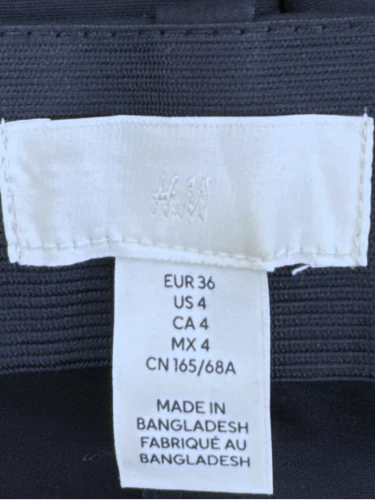 H&M
EUR 36
US 4
CA 4
MX 4
CN 165/68A
MADE IN
BANGLADESH
FABRIQUÉ AU
BANGLADESH